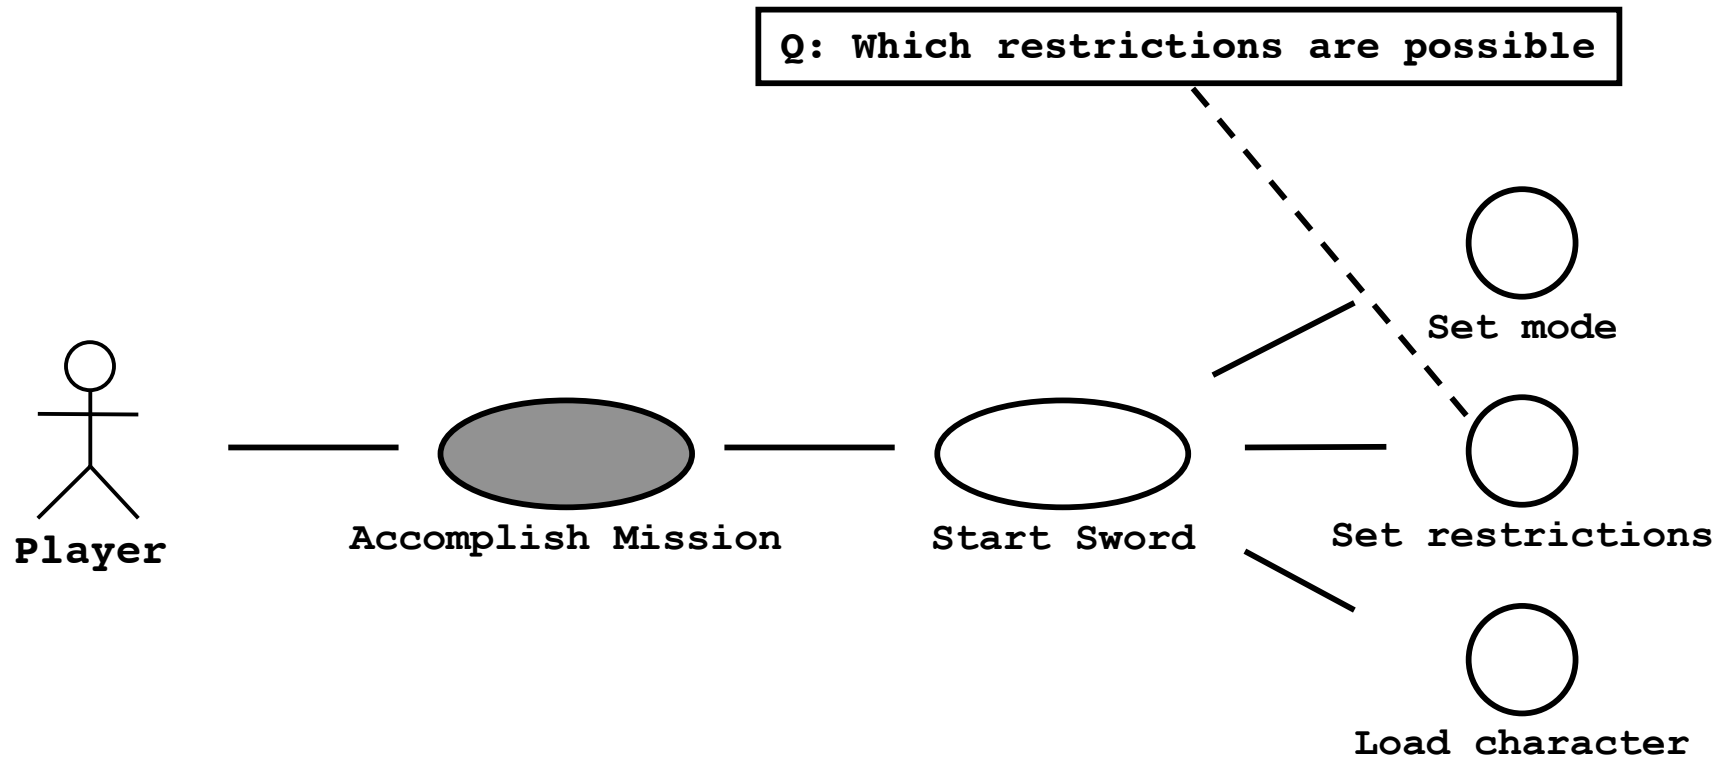 Q: Which restrictions are possible
Set mode
Player
Accomplish Mission
Start Sword
Set restrictions
Load character